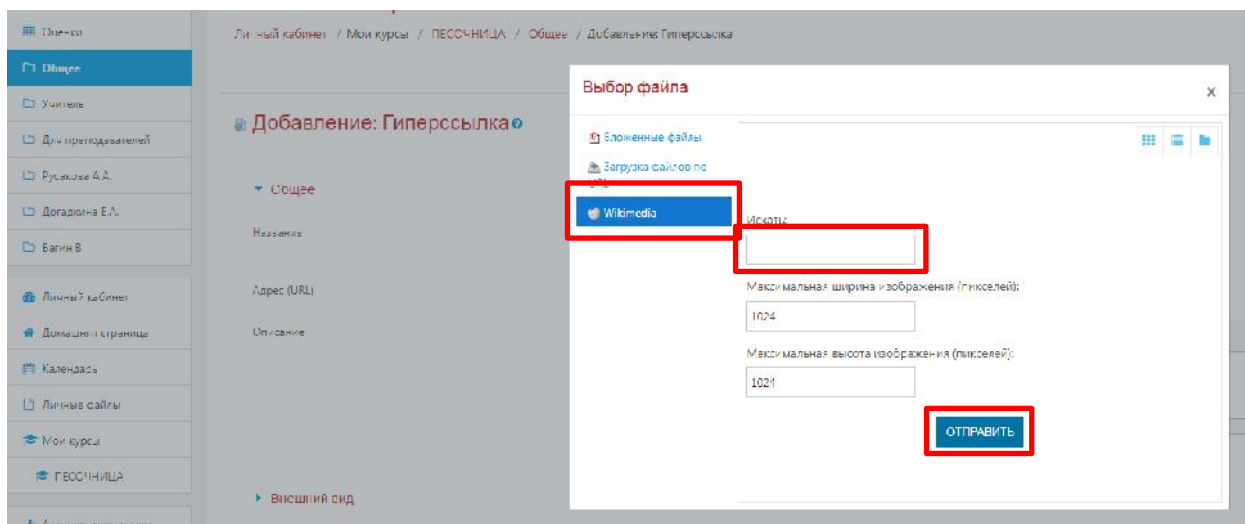 Оценки
Общее
Учитель
Для преподавателей
Русакова А.А.
Догадкина Е.А.
Вагин В
Личный кабинет
Домашняя страница
Календарь
Личные файлы
Мои курсы
ПЕСОЧНИЦА
Личный кабинет / Мои курсы / ПЕСОЧНИЦА / Общее / Добавление: Гиперссылка
Добавление: Гиперссылка
Общее
Название
Адрес (URL)
Описание
Внешний вид
Выбор файла
x
Вложенные файлы
Загрузка файлов по
Wikimedia
Искать:
Максимальная ширина изображения (пикселей):
1024
Максимальная высота изображения (пикселей):
1024
ОТПРАВИТЬ